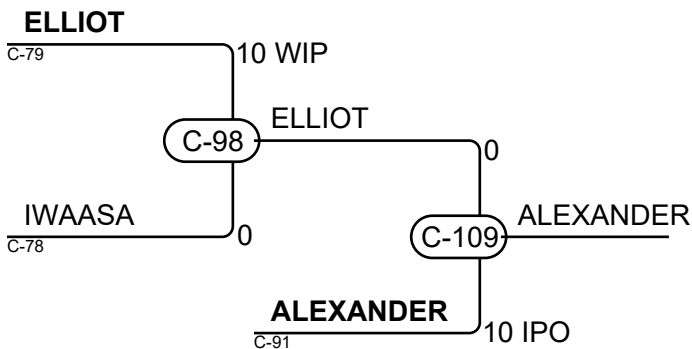 ELLIOT
C-79
10 WIP
ELLIOT
C-98
0
IWAASA
C-78
0
ALEXANDER
C-109
ALEXANDER
C-91
10 IPO